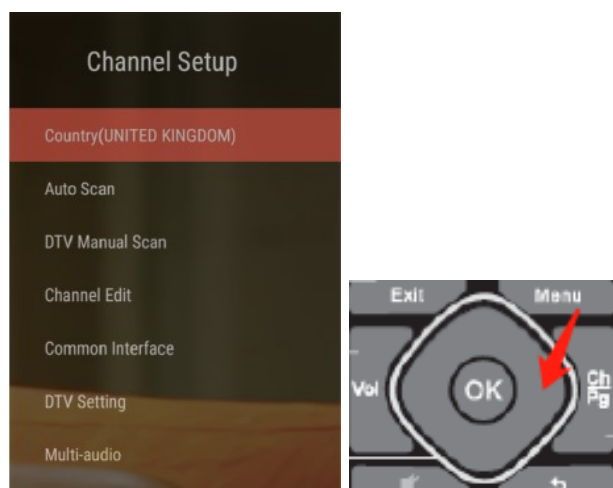 Channel Setup
Country(UNITED KINGDOM)
Auto Scan
DTV Manual Scan
Channel Edit
Common Interface
DTV Setting
Multi-audio
Exit
Menu
Vol
OK
Ch
Pg